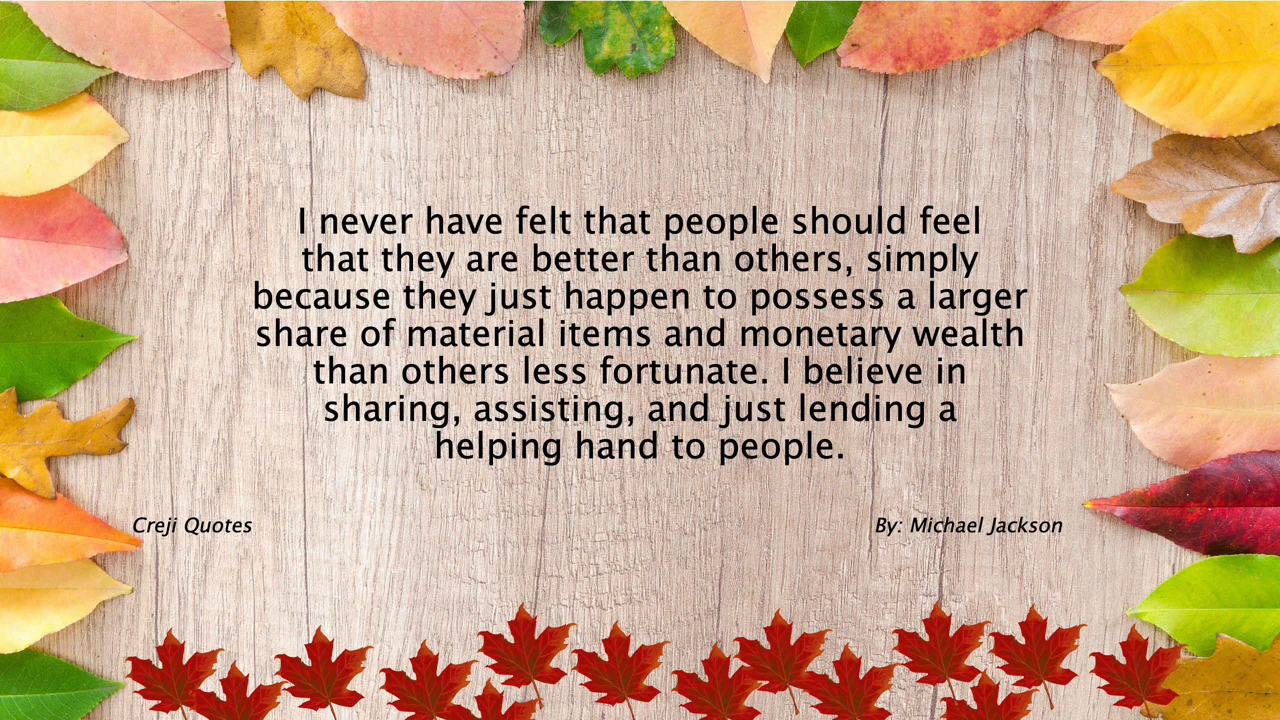 I never have felt that people should feel
that they are better than others, simply
because they just happen to possess a larger
share of material items and monetary wealth
than others less fortunate. I believe in
sharing, assisting, and just lending a
helping hand to people.
Creji Quotes
By: Michael Jackson